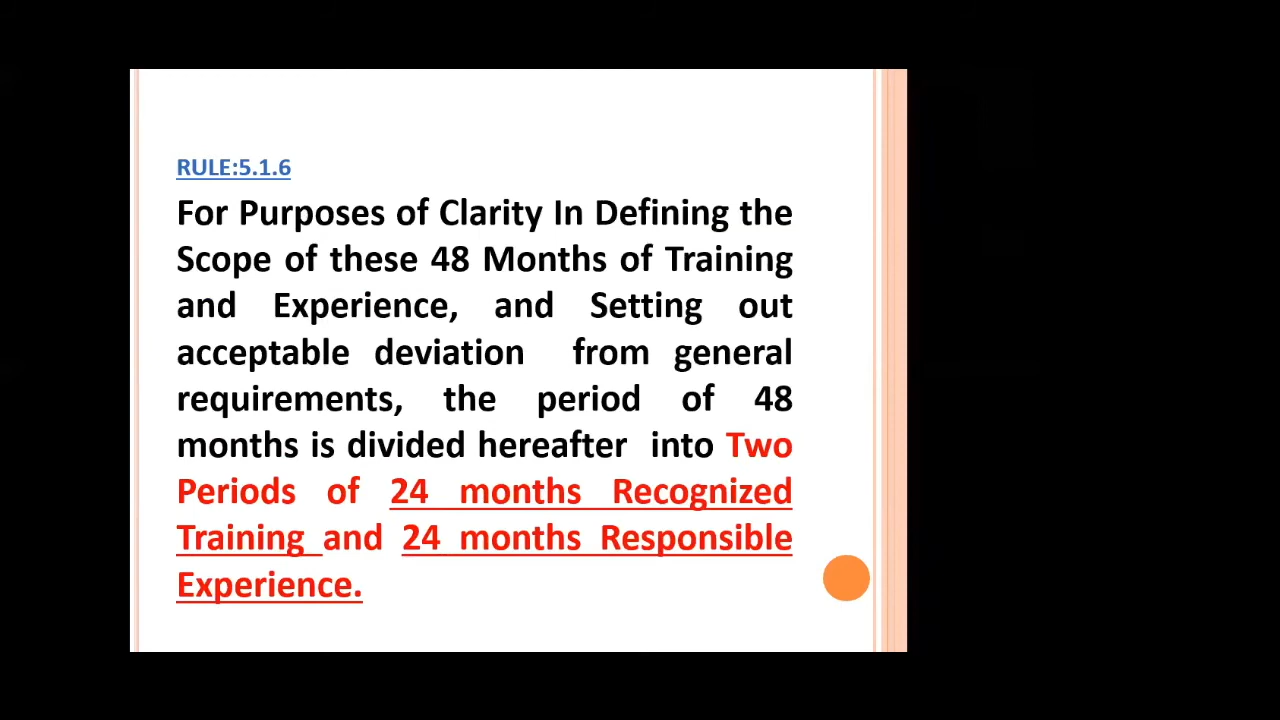 RULE:5.1.6
For Purposes of Clarity In Defining the
Scope of these 48 Months of Training
and Experience, and Setting out
acceptable deviation from general
requirements, the period of 48
months is divided hereafter into Two
Periods of 24 months Recognized
Training and 24 months Responsible
Experience.